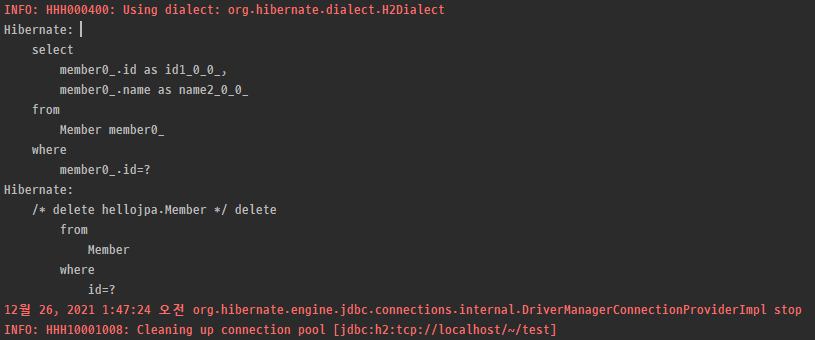 INFO: HHH000400: Using dialect: org.hibernate.dialect.H2Dialect
Hibernate:
    select
        member0_.id as id1_0_0_,
        member0_.name as name2_0_0_
    from
        Member member0_
    where
        member0_.id=?
Hibernate:
    /* delete hellojpa.Member */ delete
        from
            Member
        where
            id=?
12월 26, 2021 1:47:24 오전 org.hibernate.engine.jdbc.connections.internal.DriverManagerConnectionProviderImpl stop
INFO: HHH10001008: Cleaning up connection pool [jdbc:h2:tcp://localhost/~/test]